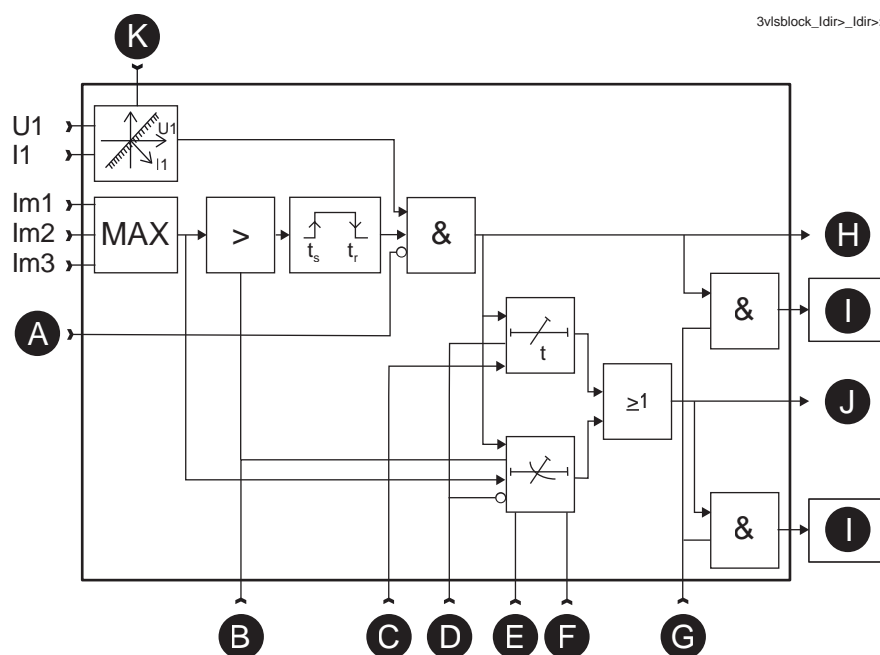 3vlsblock_Idir>_Idir>
K
U1
I1
U1
I1
Im1
Im2
Im3
MAX
>
ts
tr
&
H
A
&
I
t
≥1
J
&
I
B
C
D
E
F
G